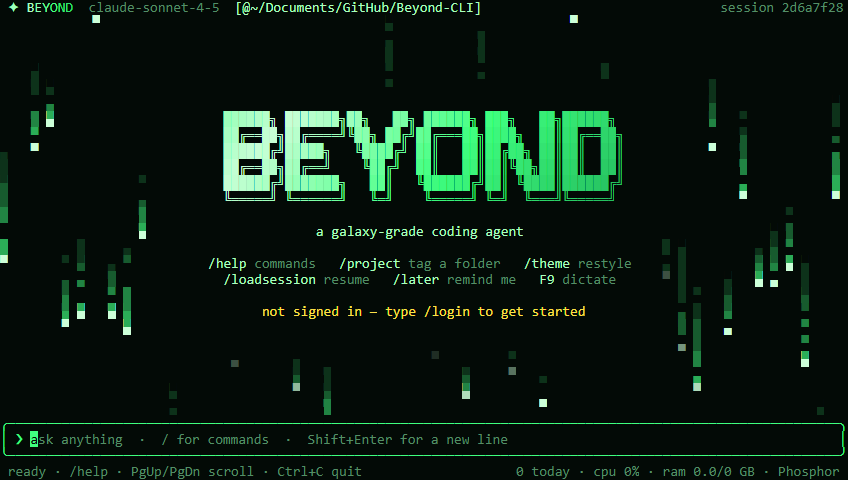 ✦ BEYOND claude-sonnet-4-5 [@~/Documents/GitHub/Beyond-CLI] session 2d6a7f28
BEYOND
a galaxy-grade coding agent
/help commands /project tag a folder /theme restyle
/loadsession resume /later remind me F9 dictate
not signed in — type /login to get started
❯ ask anything · / for commands · Shift+Enter for a new line
ready · /help · PgUp/PgDn scroll · Ctrl+C quit 0 today · cpu 0% · ram 0.0/0 GB · Phosphor